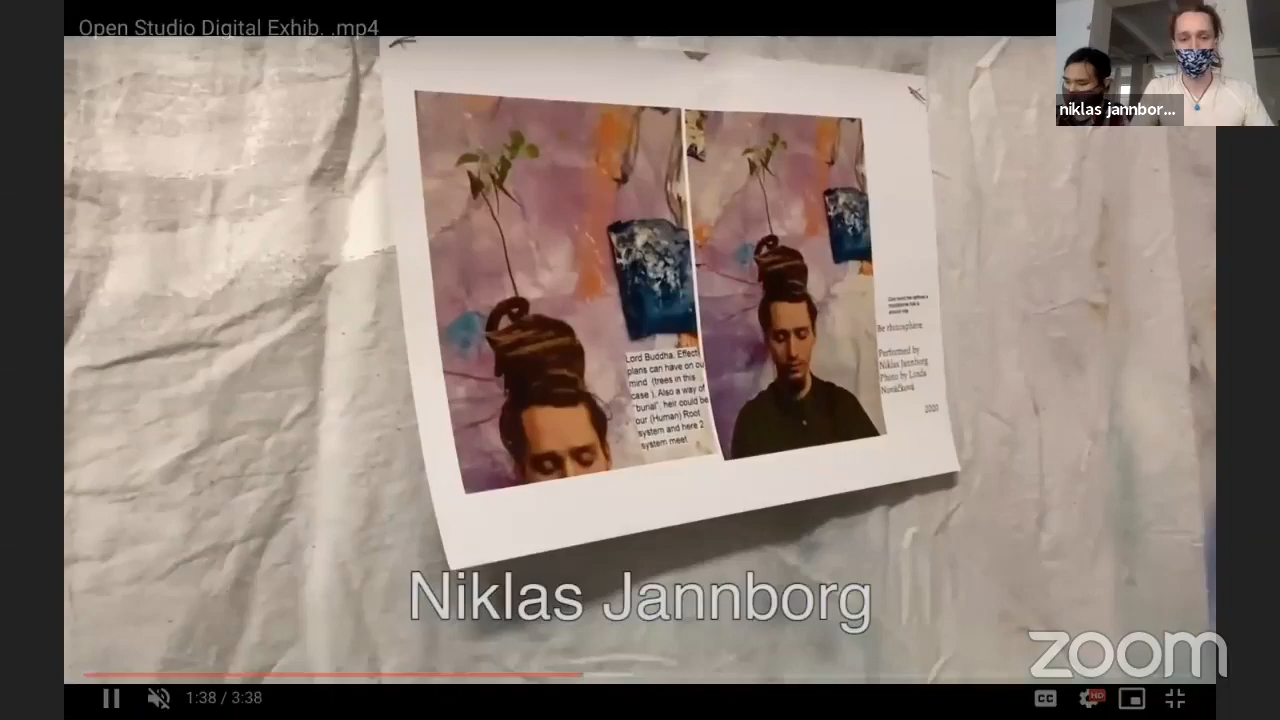 Open Studio Digital Exhib. .mp4
niklas jannbor...
Lord Buddha. Effect
plans can have on ou
mind (trees in this
case ). Also a way of
"burial", heir could be
our (Human) Root
system and here 2
system meet
Be rhizosphere
Performed by
Niklas Jannborg
Photo by Linda
Nováčková
2020
Niklas Jannborg
zoom
1:38 / 3:38
CC
HD